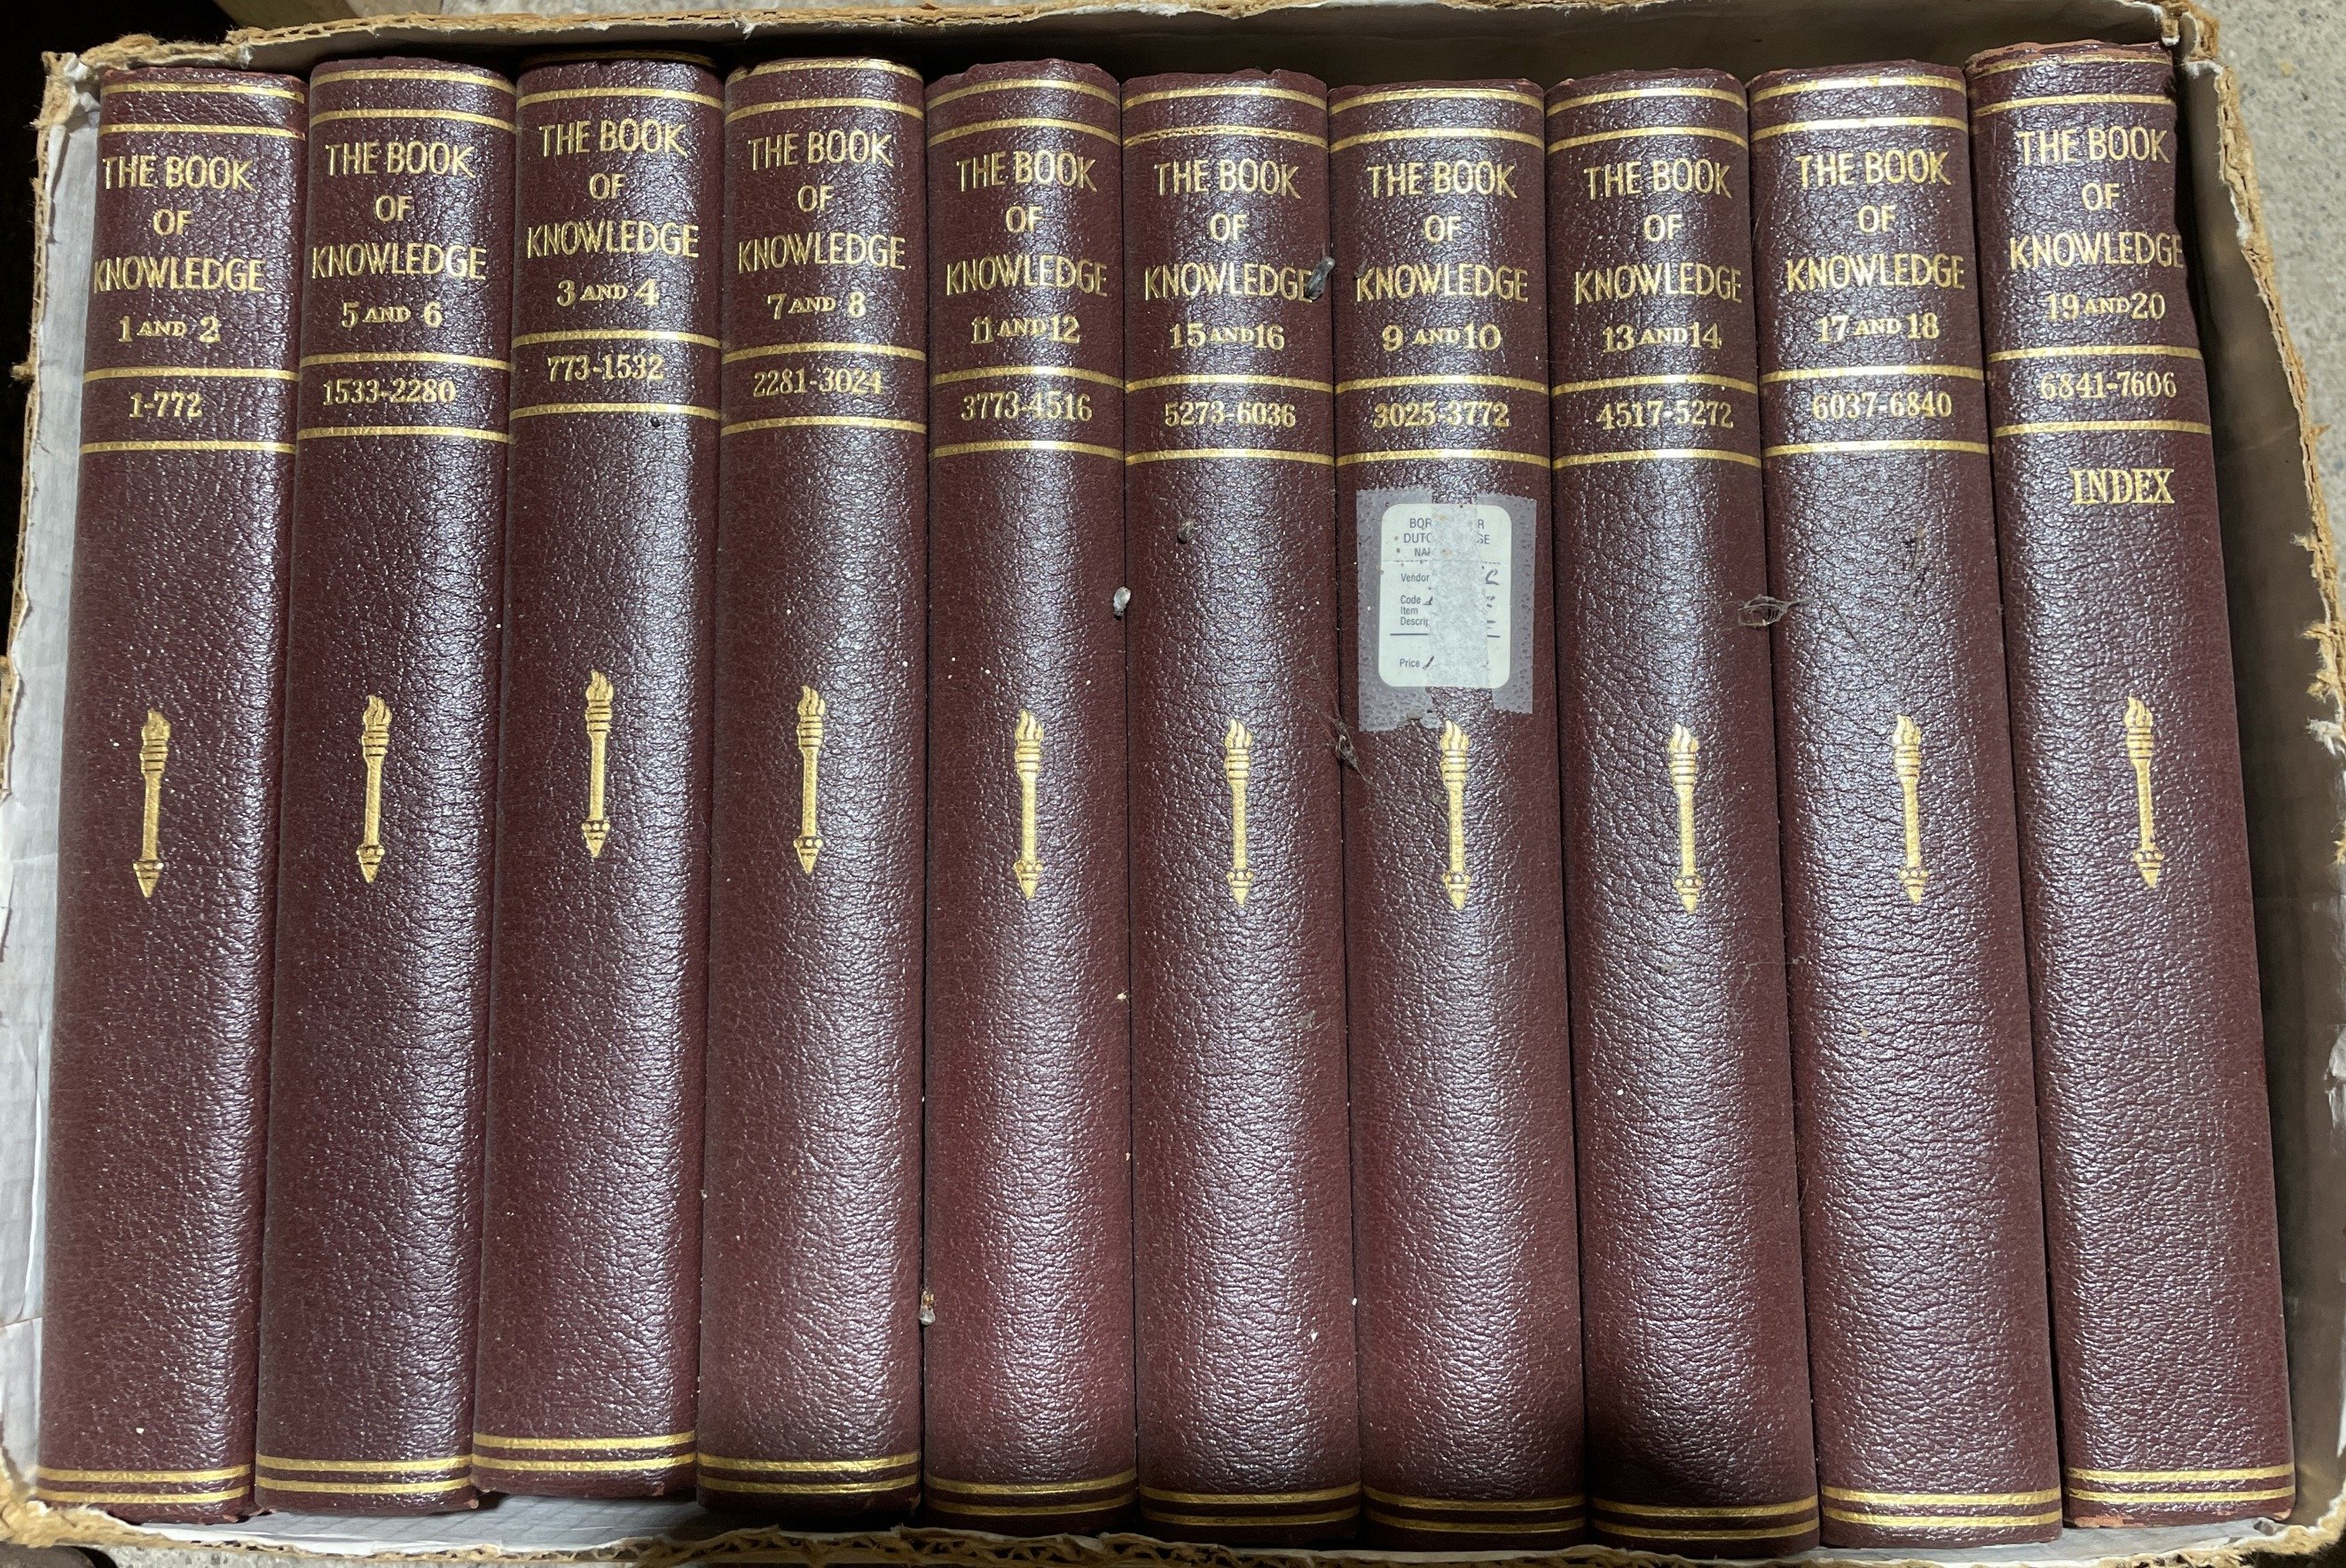 THE BOOK
OF
KNOWLEDGE
1 AND 2
1-772
THE BOOK
OF
KNOWLEDGE
5 AND 6
1533-2280
THE BOOK
OF
KNOWLEDGE
3 AND 4
773-1532
THE BOOK
OF
KNOWLEDGE
7 AND 8
2281-3024
THE BOOK
OF
KNOWLEDGE
11 AND 12
3773-4516
THE BOOK
OF
KNOWLEDGE
15 AND 16
5273-6036
THE BOOK
OF
KNOWLEDGE
9 AND 10
3025-3772
Vendor
Code
Item
Price
THE BOOK
OF
KNOWLEDGE
13 AND 14
4517-5272
THE BOOK
OF
KNOWLEDGE
17 AND 18
6037-6840
THE BOOK
OF
KNOWLEDGE
19 AND 20
6841-7606
INDEX